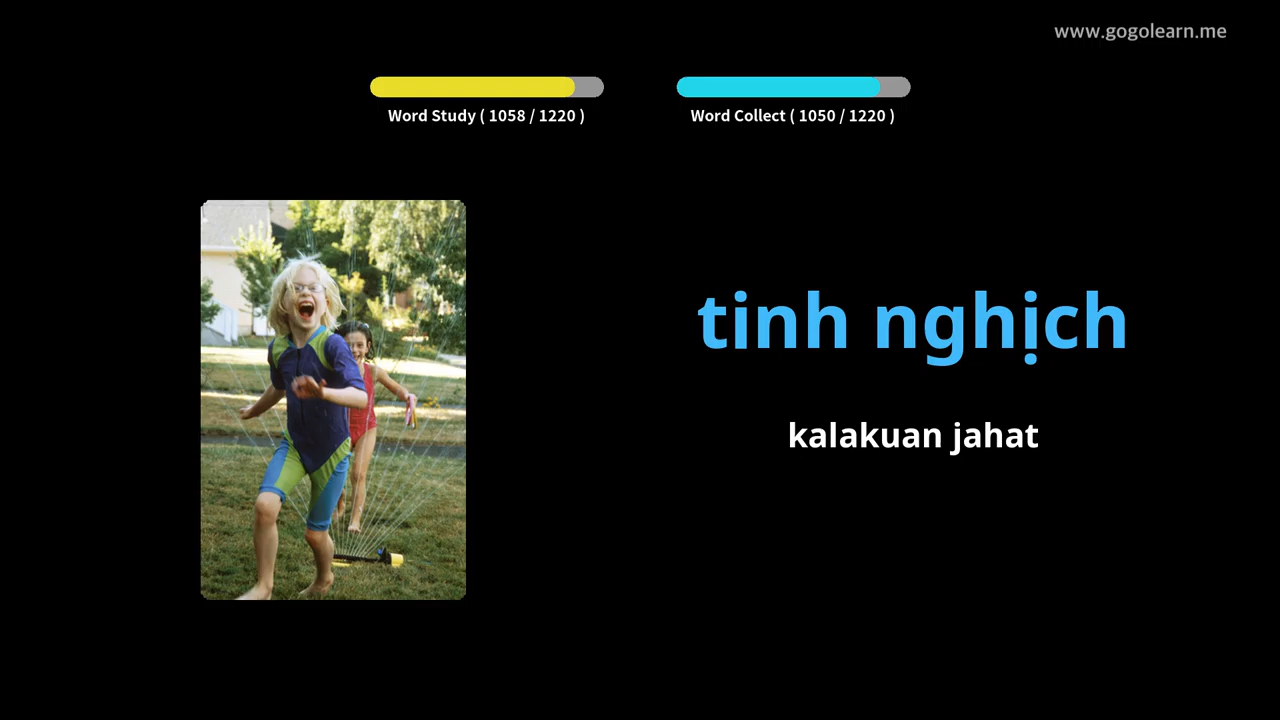 www.gogolearn.me
Word Study ( 1058 / 1220 )
Word Collect ( 1050 / 1220 )
tinh nghịch
kalakuan jahat